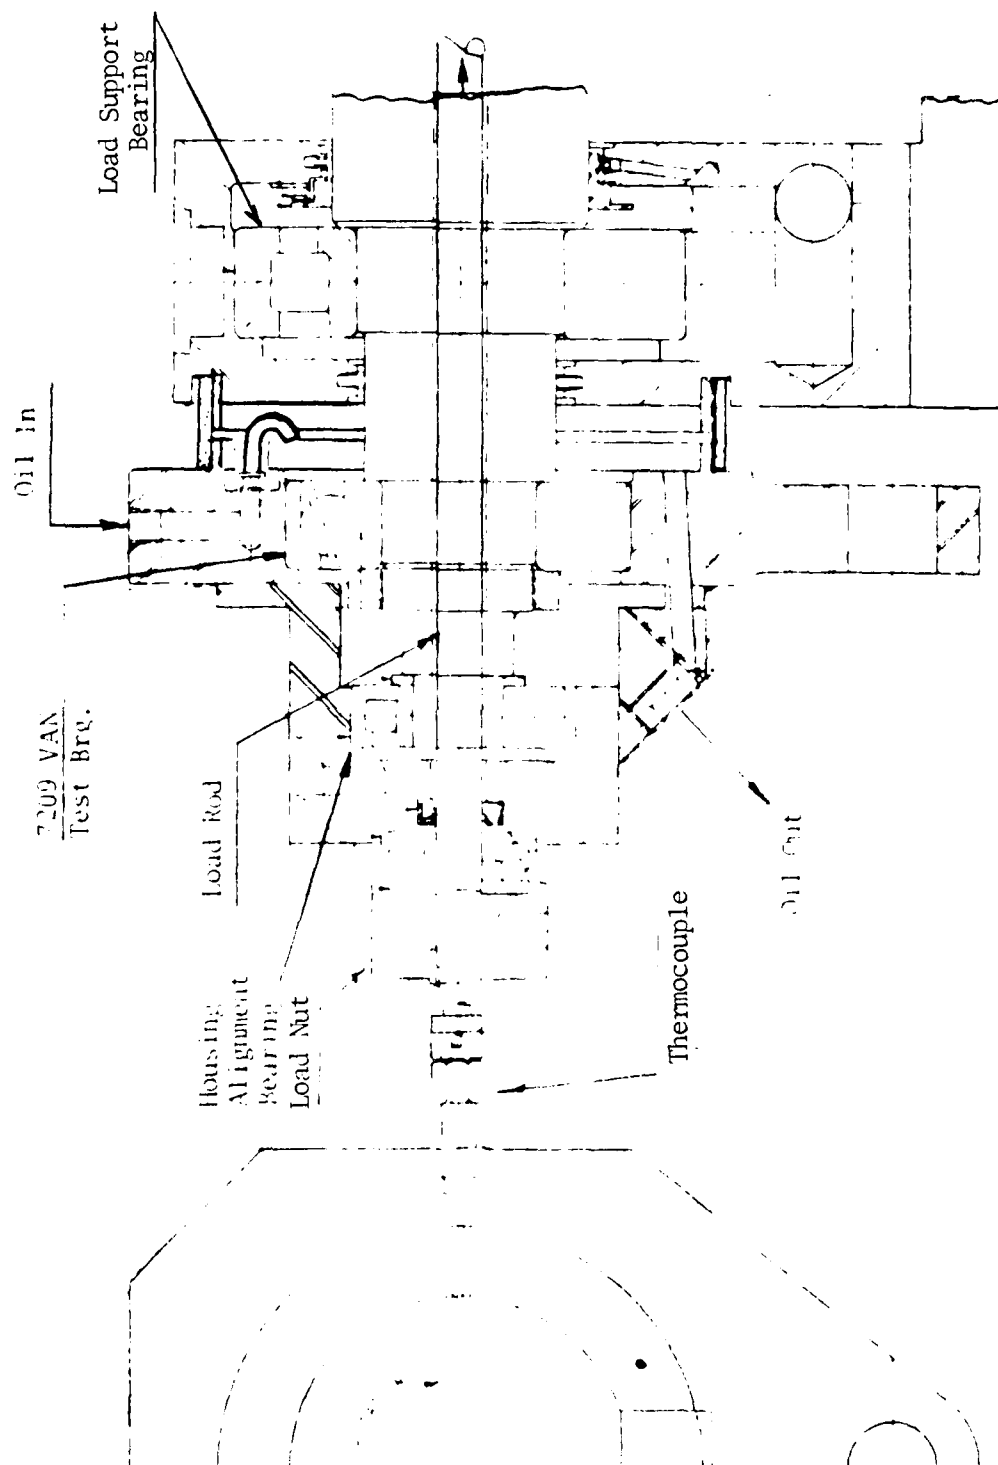 Load Support
Bearing
Oil In
7209 VAN
Test Brg.
Load Rod
Housing
Alignment
Bearing
Load Nut
Thermocouple
Oil Out